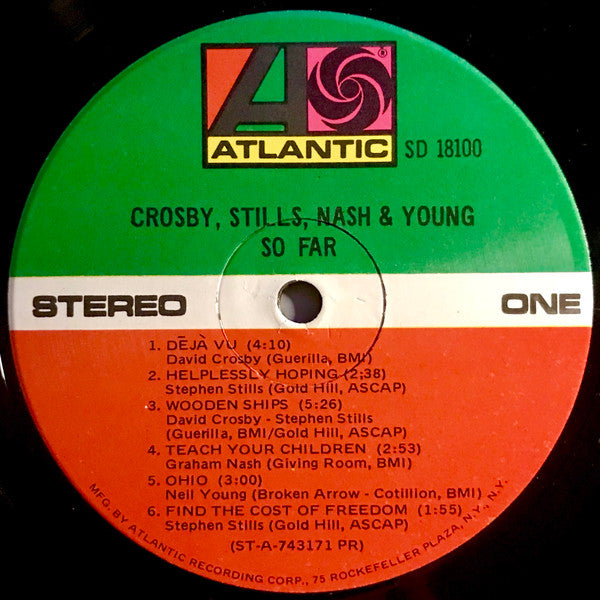 A ®
ATLANTIC SD 18100
CROSBY, STILLS, NASH & YOUNG
SO FAR
STEREO ONE
1. DĒJÀ VU (4:10)
David Crosby (Guerilla, BMI)
2. HELPLESSLY HOPING (2:38)
Stephen Stills (Gold Hill, ASCAP)
3. WOODEN SHIPS (5:26)
David Crosby - Stephen Stills
(Guerilla, BMI/Gold Hill, ASCAP)
4. TEACH YOUR CHILDREN (2:53)
Graham Nash (Giving Room, BMI)
5. OHIO (3:00)
Neil Young (Broken Arrow - Cotillion, BMI)
6. FIND THE COST OF FREEDOM (1:55)
Stephen Stills (Gold Hill, ASCAP)
(ST-A-743171 PR)
MFG. BY ATLANTIC RECORDING CORP., 75 ROCKEFELLER PLAZA, N.Y., N.Y.